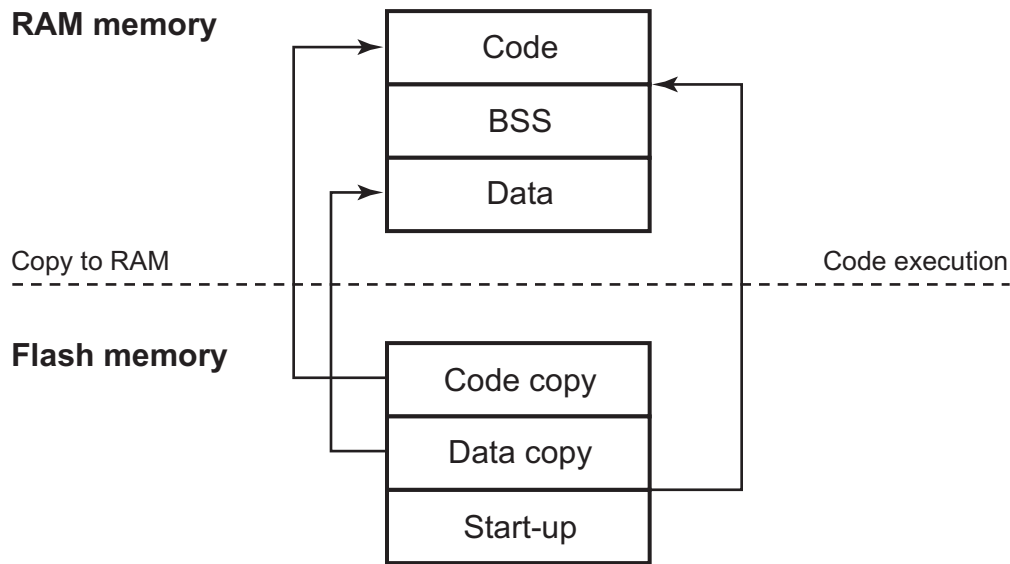 RAM memory
Code
BSS
Data
Copy to RAM
Code execution
Flash memory
Code copy
Data copy
Start-up